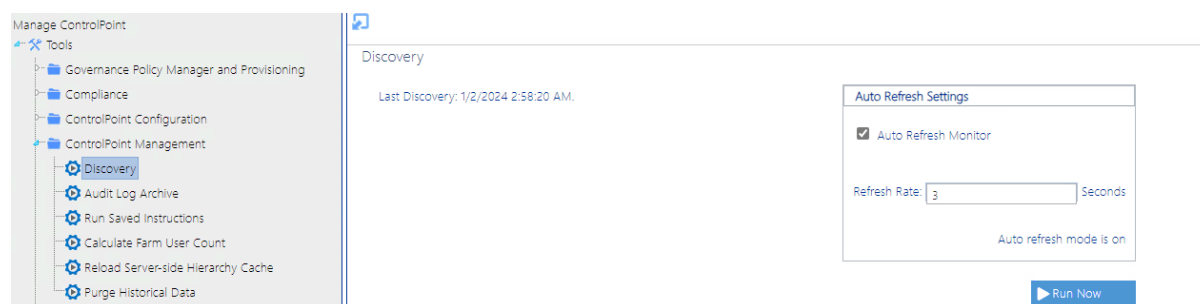 Manage ControlPoint
Tools
Governance Policy Manager and Provisioning
Compliance
ControlPoint Configuration
ControlPoint Management
Discovery
Audit Log Archive
Run Saved Instructions
Calculate Farm User Count
Reload Server-side Hierarchy Cache
Purge Historical Data
Discovery
Last Discovery: 1/2/2024 2:58:20 AM.
Auto Refresh Settings
Auto Refresh Monitor
Refresh Rate: 3 Seconds
Auto refresh mode is on
Run Now